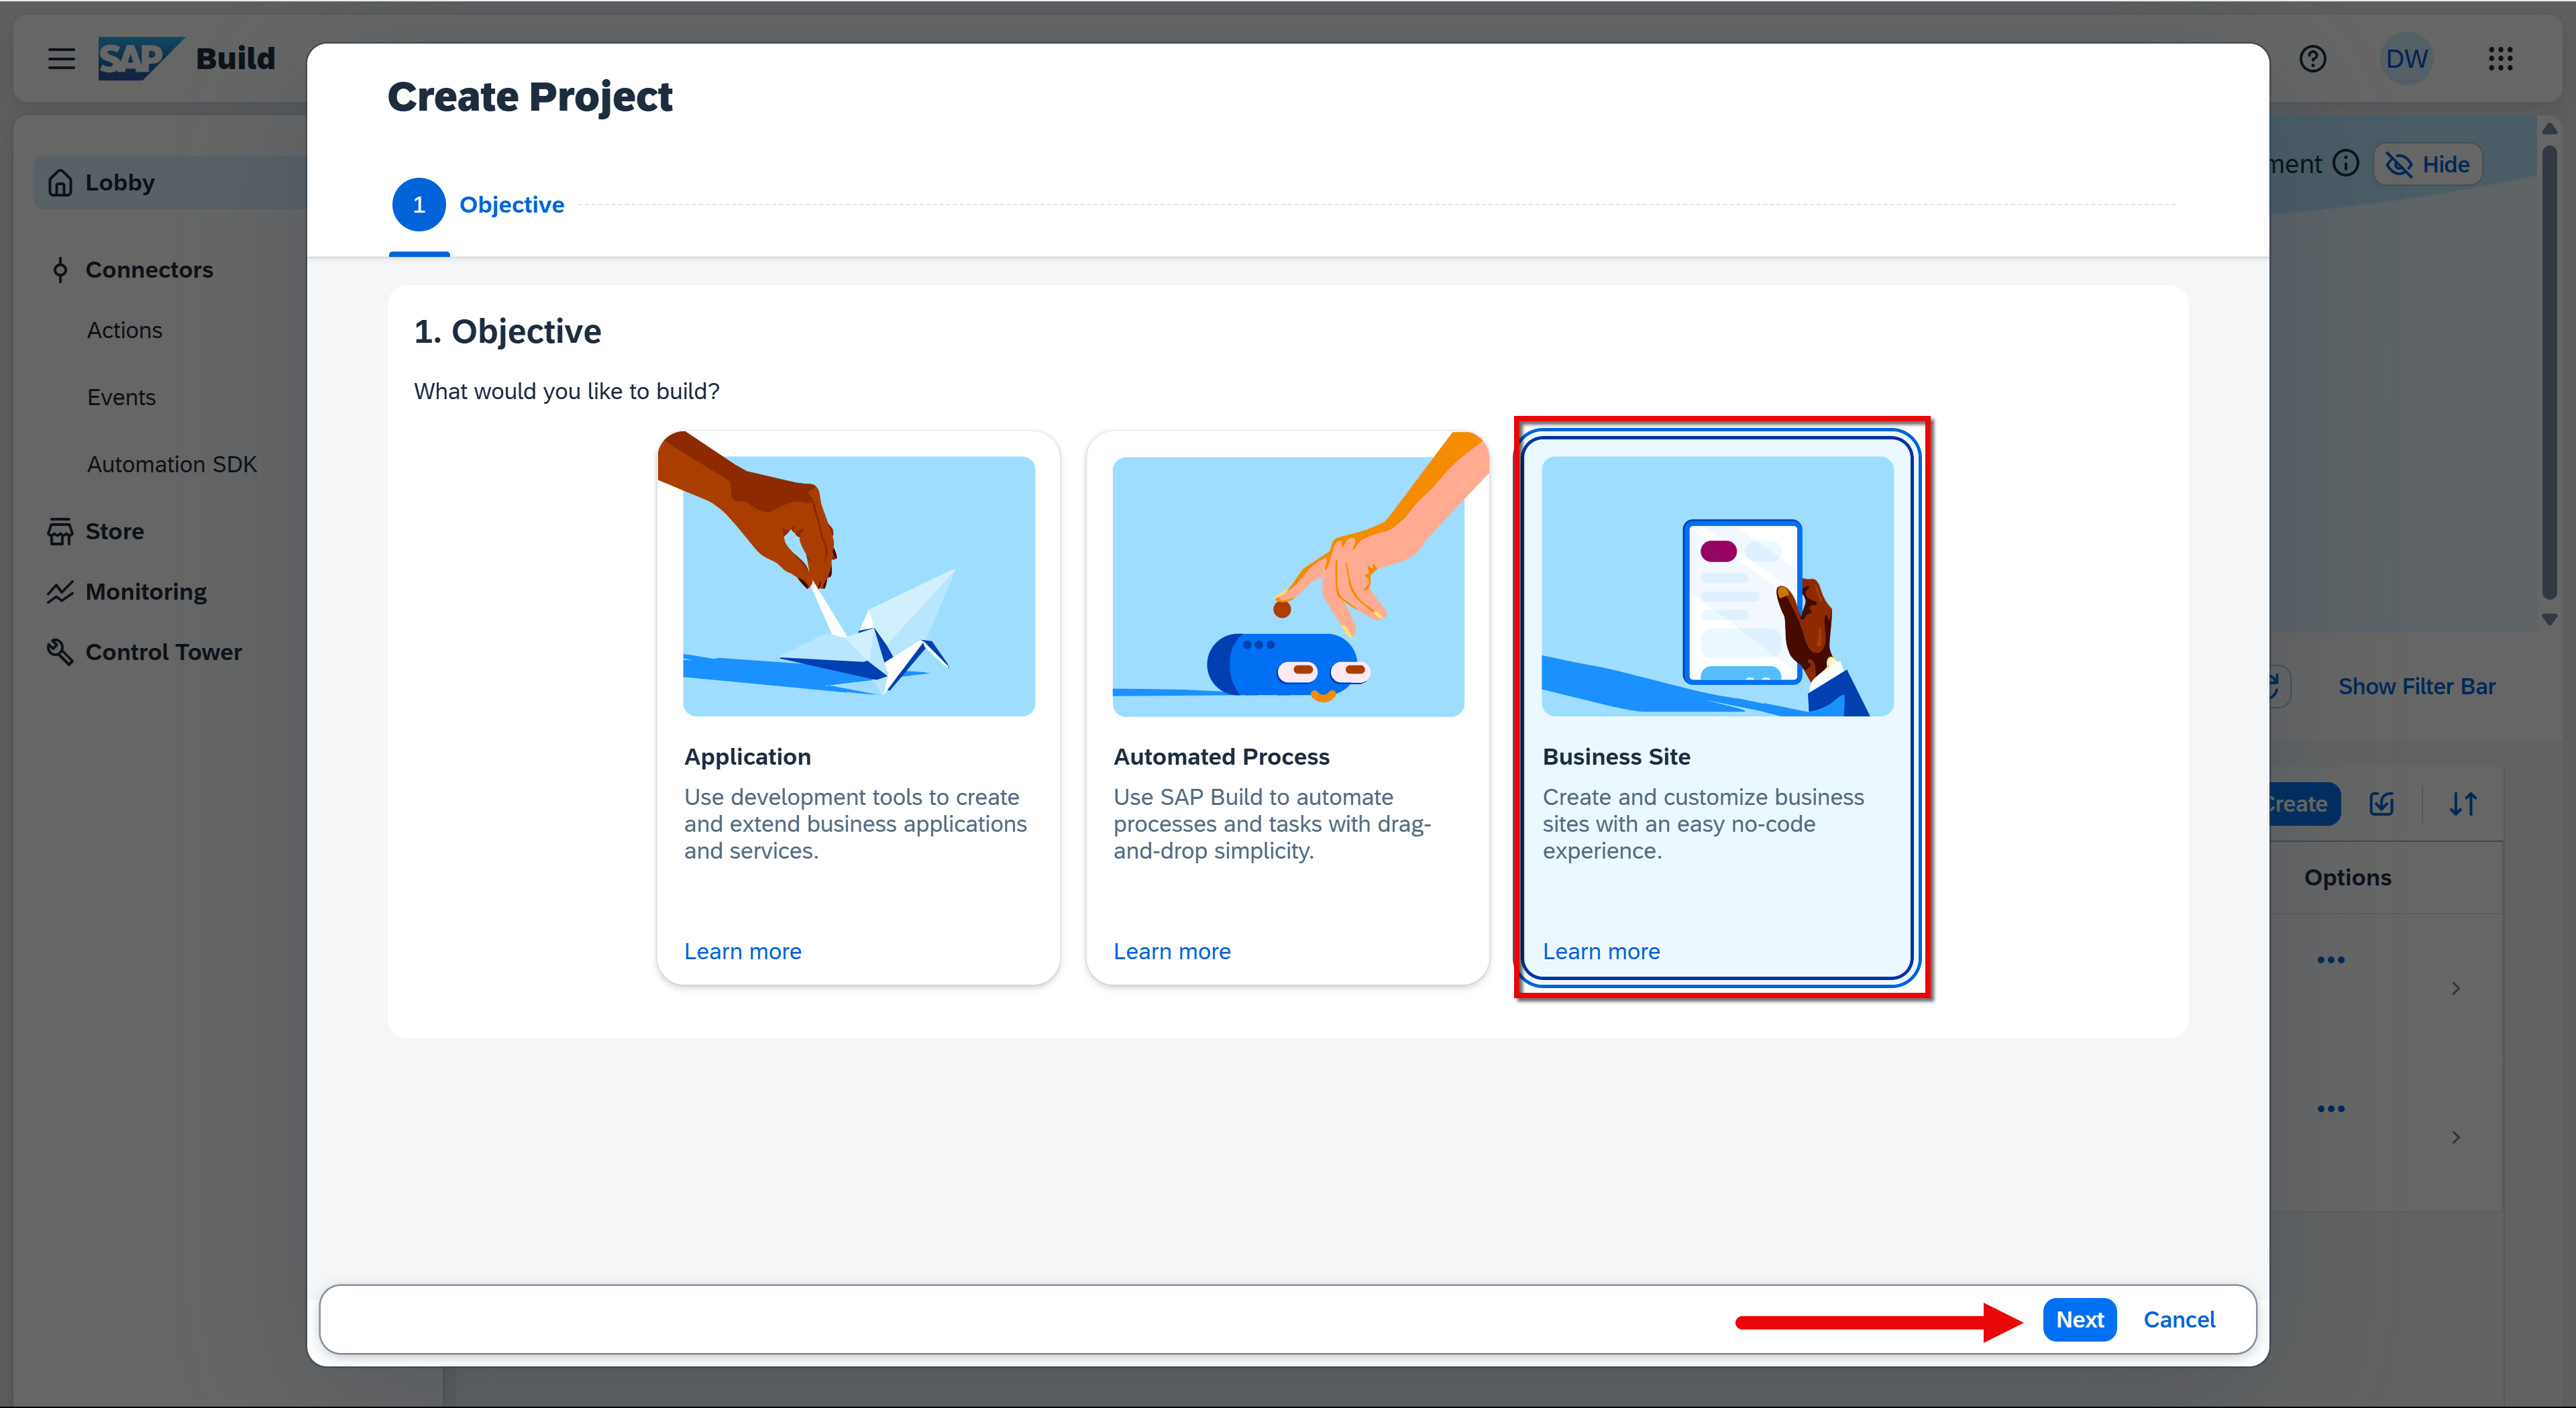 SAP Build
DW
Create Project
Lobby
Hide
1 Objective
Connectors
Actions
Events
Automation SDK
Store
Monitoring
Control Tower
1. Objective
What would you like to build?
Application
Use development tools to create
and extend business applications
and services.
Learn more
Automated Process
Use SAP Build to automate
processes and tasks with drag-
and-drop simplicity.
Learn more
Business Site
Create and customize business
sites with an easy no-code
experience.
Learn more
Show Filter Bar
Create
Options
Next
Cancel